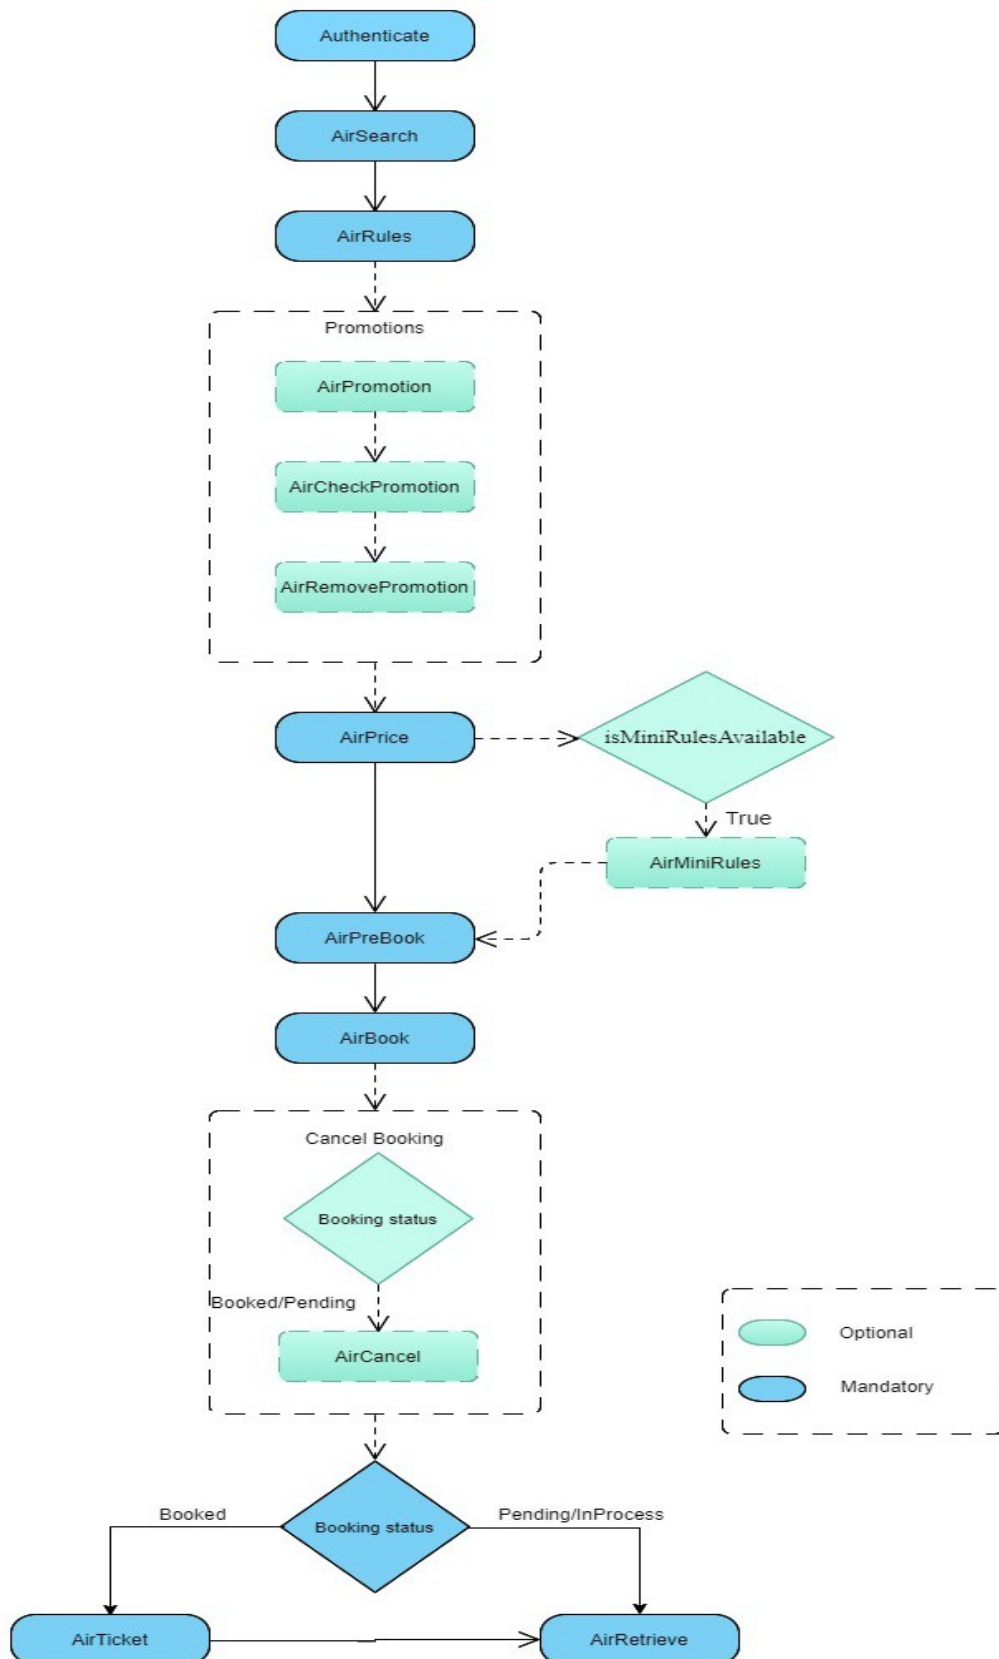 Authenticate
AirSearch
AirRules
Promotions
AirPromotion
AirCheckPromotion
AirRemovePromotion
AirPrice
isMiniRulesAvailable
True
AirMiniRules
AirPreBook
AirBook
Cancel Booking
Booking status
Booked/Pending
AirCancel
Optional
Mandatory
Booked
Pending/InProcess
Booking status
AirTicket
AirRetrieve